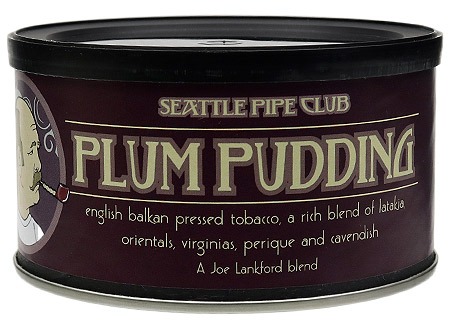 SEATTLE PIPE CLUB
PLUM PUDDING
english balkan pressed tobacco, a rich blend of latakia,
orientals, virginias, perique and cavendish
A Joe Lankford blend